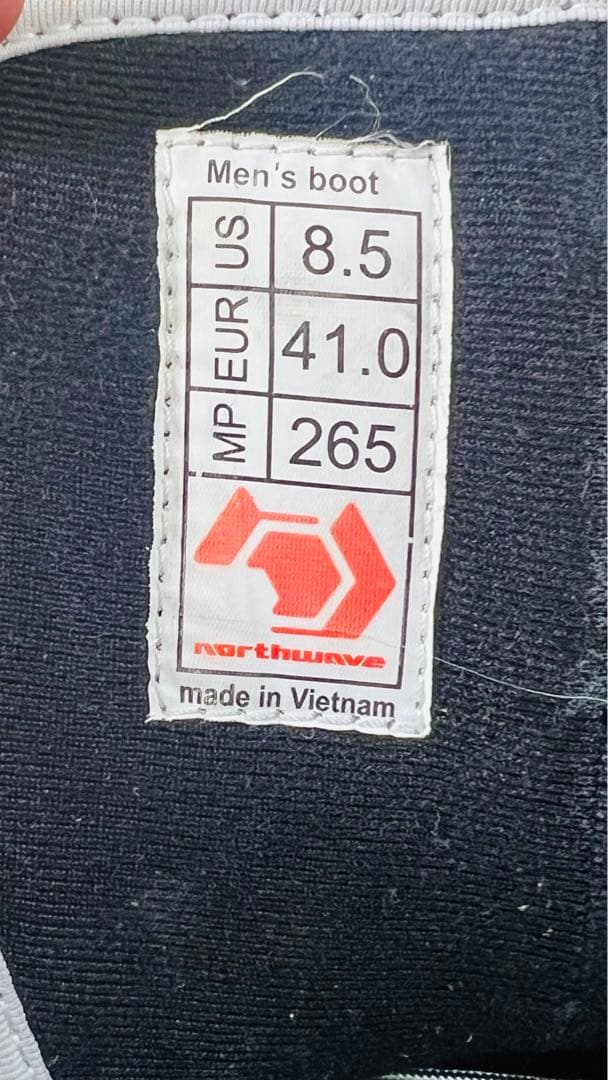 Men's boot
US 8.5
EUR 41.0
MP 265
northwave
made in Vietnam